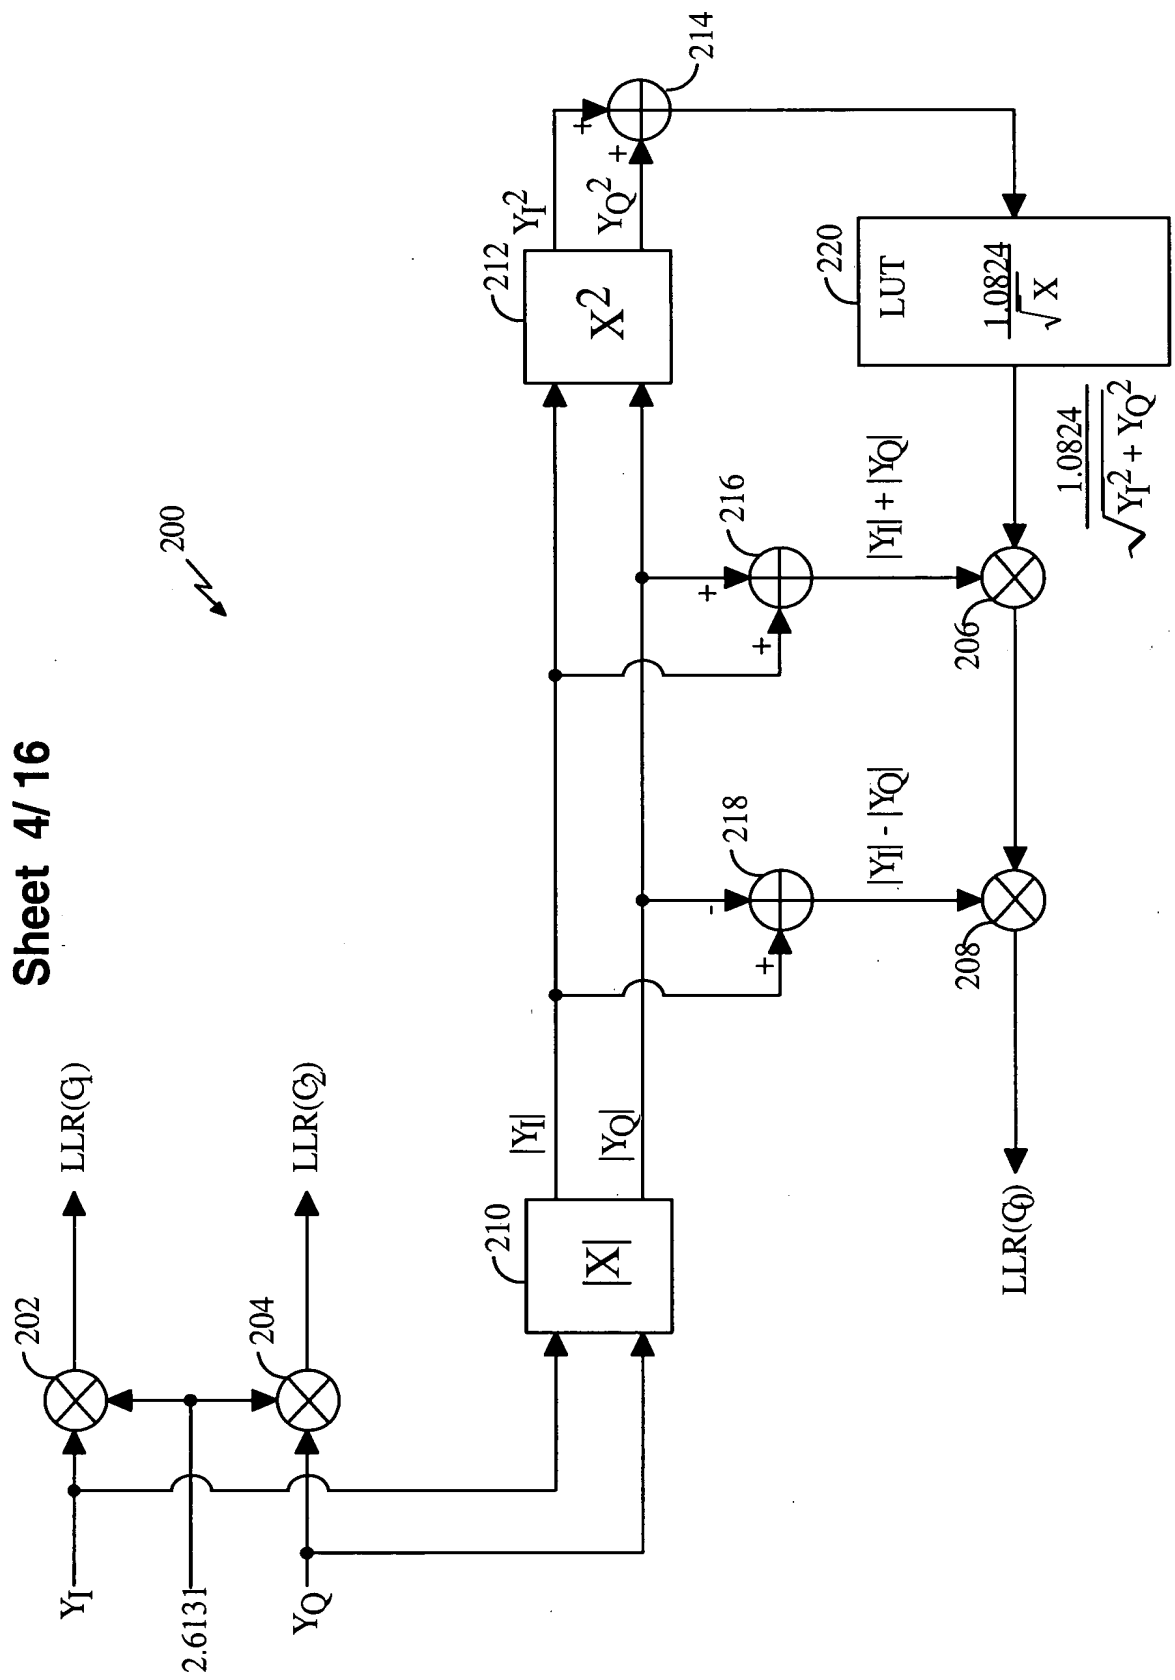 Sheet 4/ 16
200
Y_I
2.6131
Y_Q
202
204
LLR(C_1)
LLR(C_2)
210
|X|
|Y_I|
|Y_Q|
212
X^2
Y_I^2
Y_Q^2
+
+
214
218
-
+
|Y_I| - |Y_Q|
216
+
+
|Y_I| + |Y_Q|
220
LUT
1.0824
√X
1.0824
√Y_I^2 + Y_Q^2
206
208
LLR(C_0)